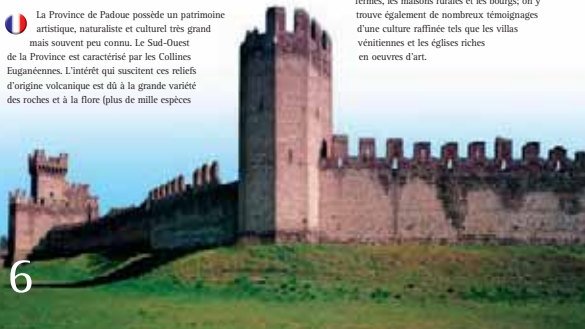 La Province de Padoue possède un patrimoine
artistique, naturaliste et culturel très grand
mais souvent peu connu. Le Sud-Ouest
de la Province est caractérisé par les Collines
Euganéennes. L'intérêt qui suscitent ces reliefs
d'origine volcanique est dû à la grande variété
des roches et à la flore (plus de mille espèces
fermes, les maisons rurales et les bourgs; on y
trouve également de nombreux témoignages
d'une culture raffinée tels que les villas
vénitiennes et les églises riches
en oeuvres d'art.
6